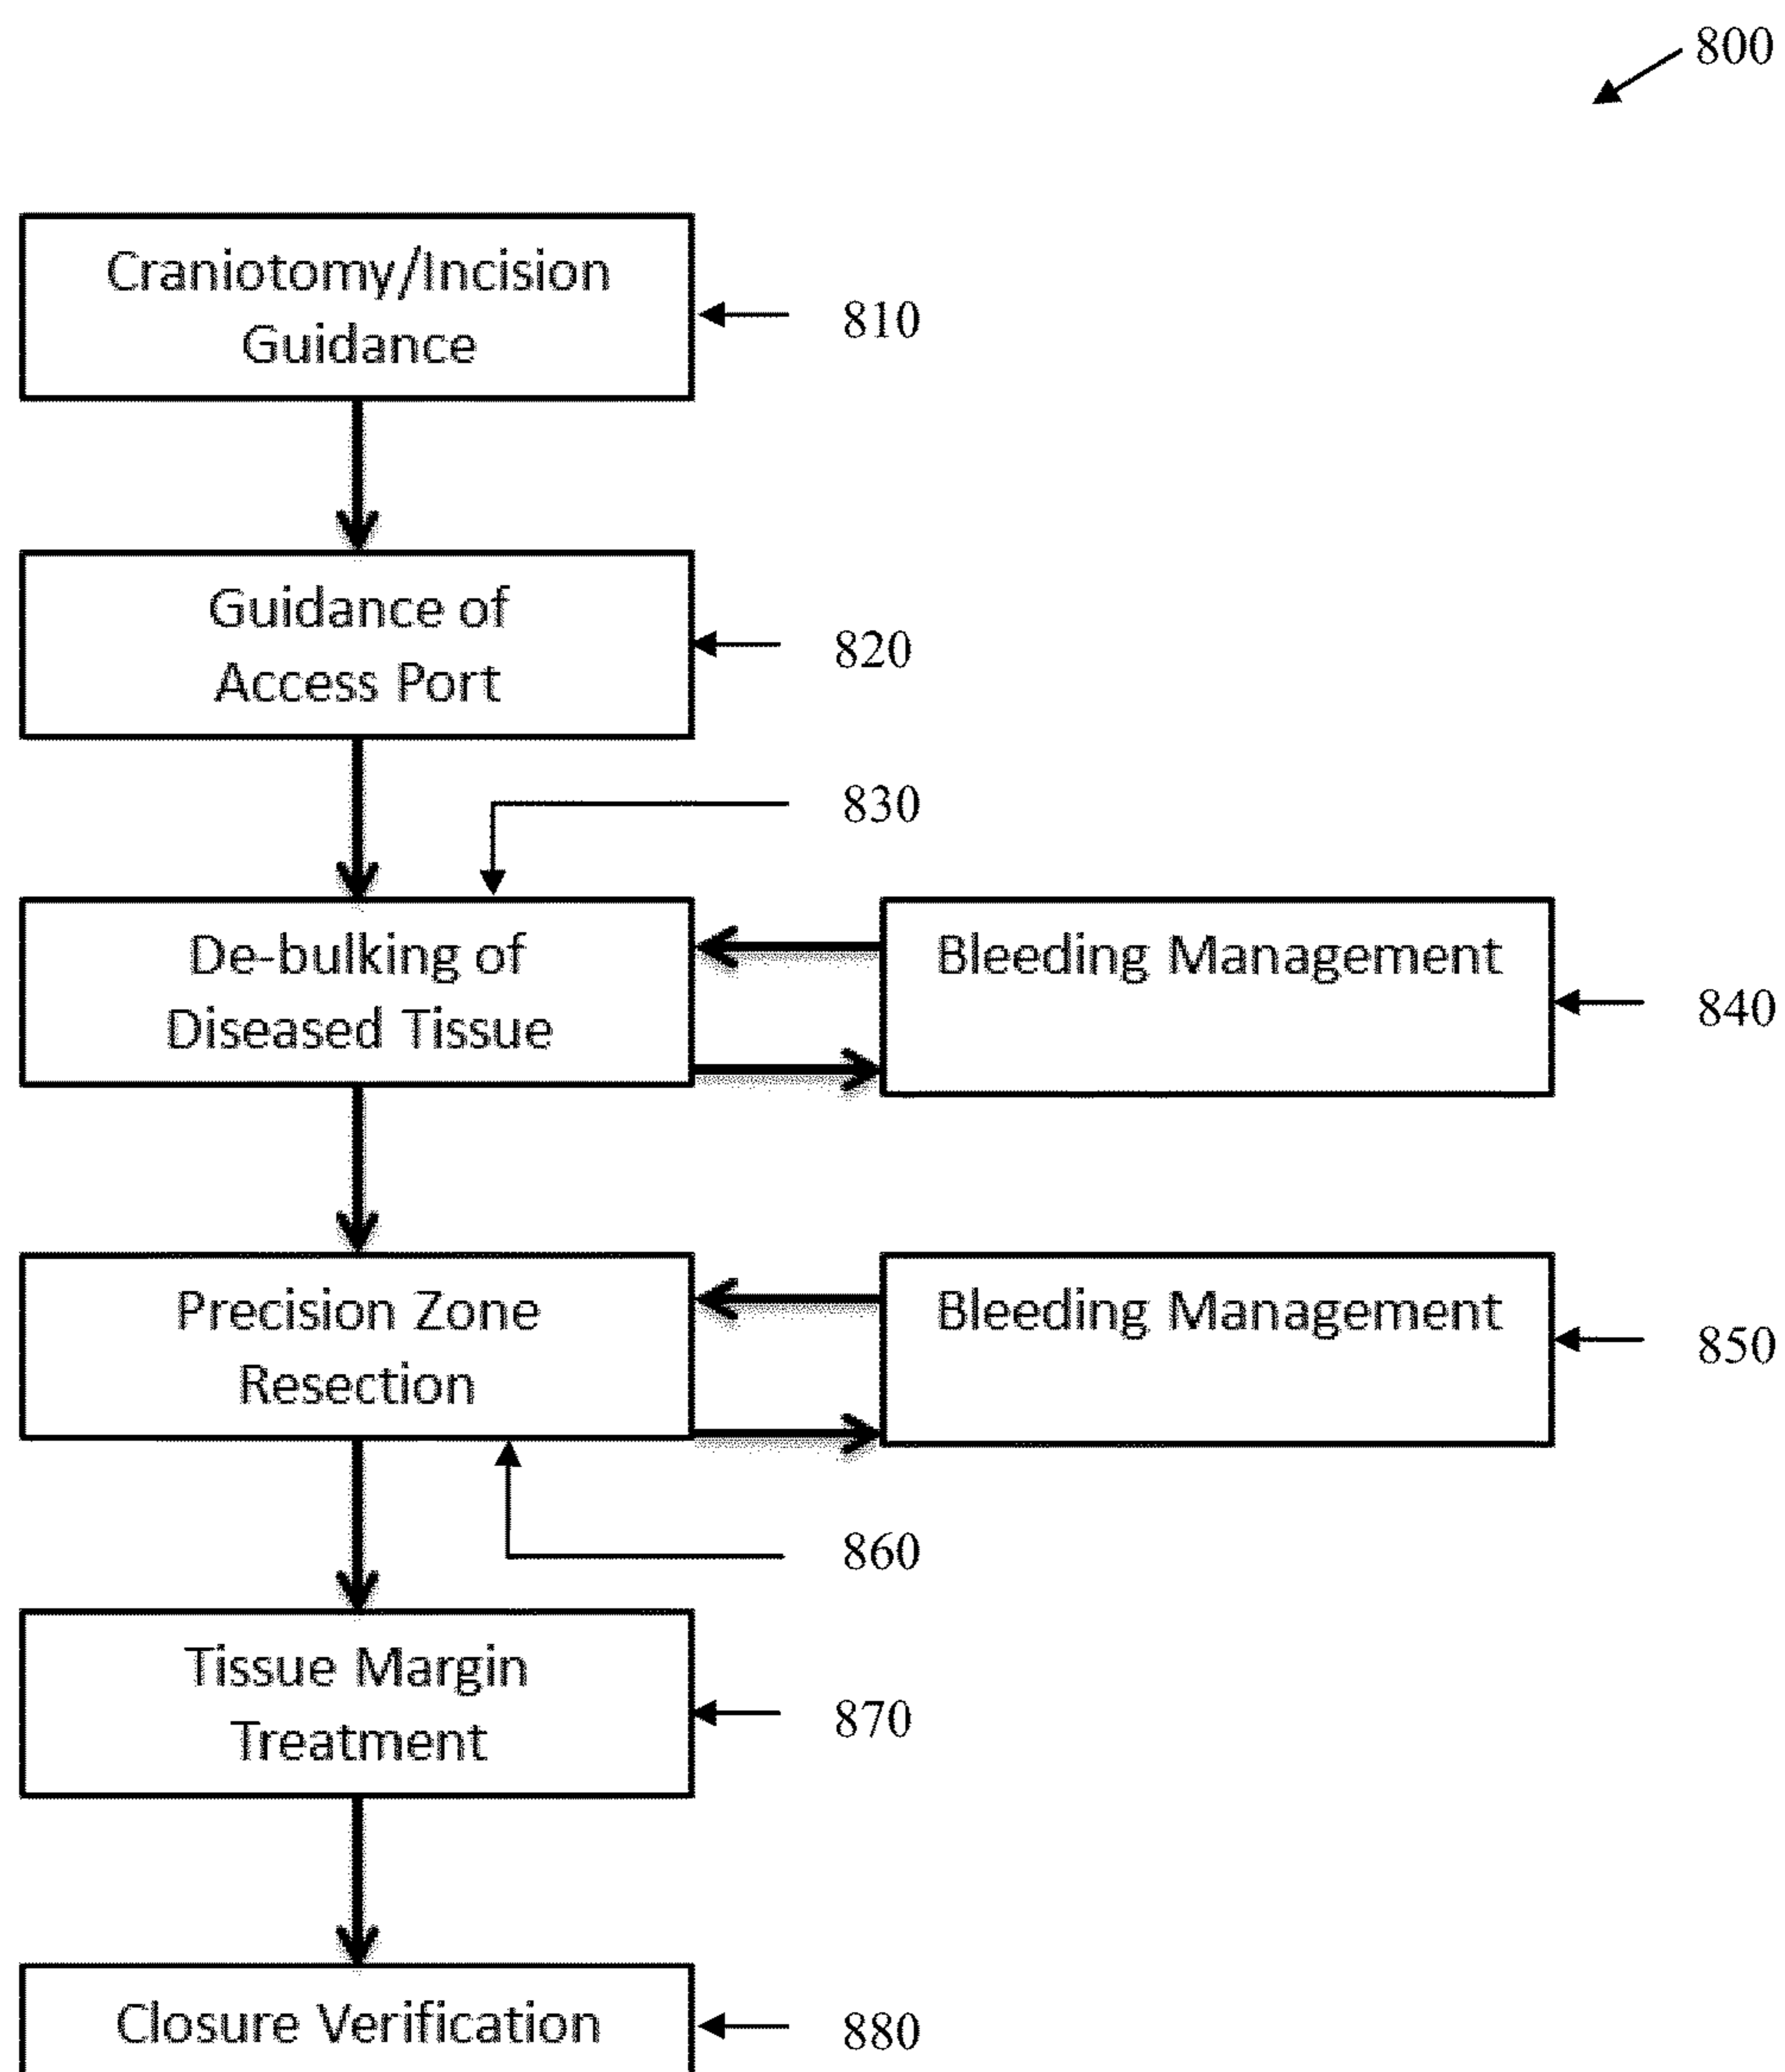 800
Craniotomy/Incision
Guidance
810
Guidance of
Access Port
820
830
De-bulking of
Diseased Tissue
Bleeding Management
840
Precision Zone
Resection
Bleeding Management
850
860
Tissue Margin
Treatment
870
Closure Verification
880